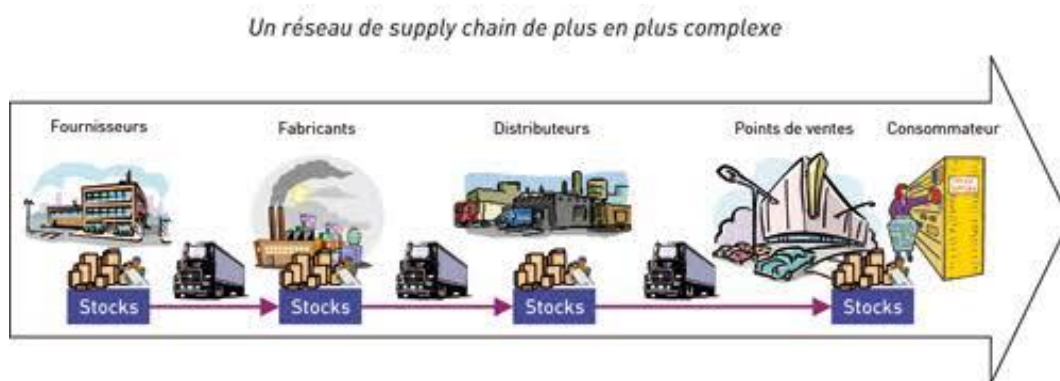 Un réseau de supply chain de plus en plus complexe
Fournisseurs
Fabricants
Distributeurs
Points de ventes
Consommateur
Stocks
Stocks
Stocks
Stocks